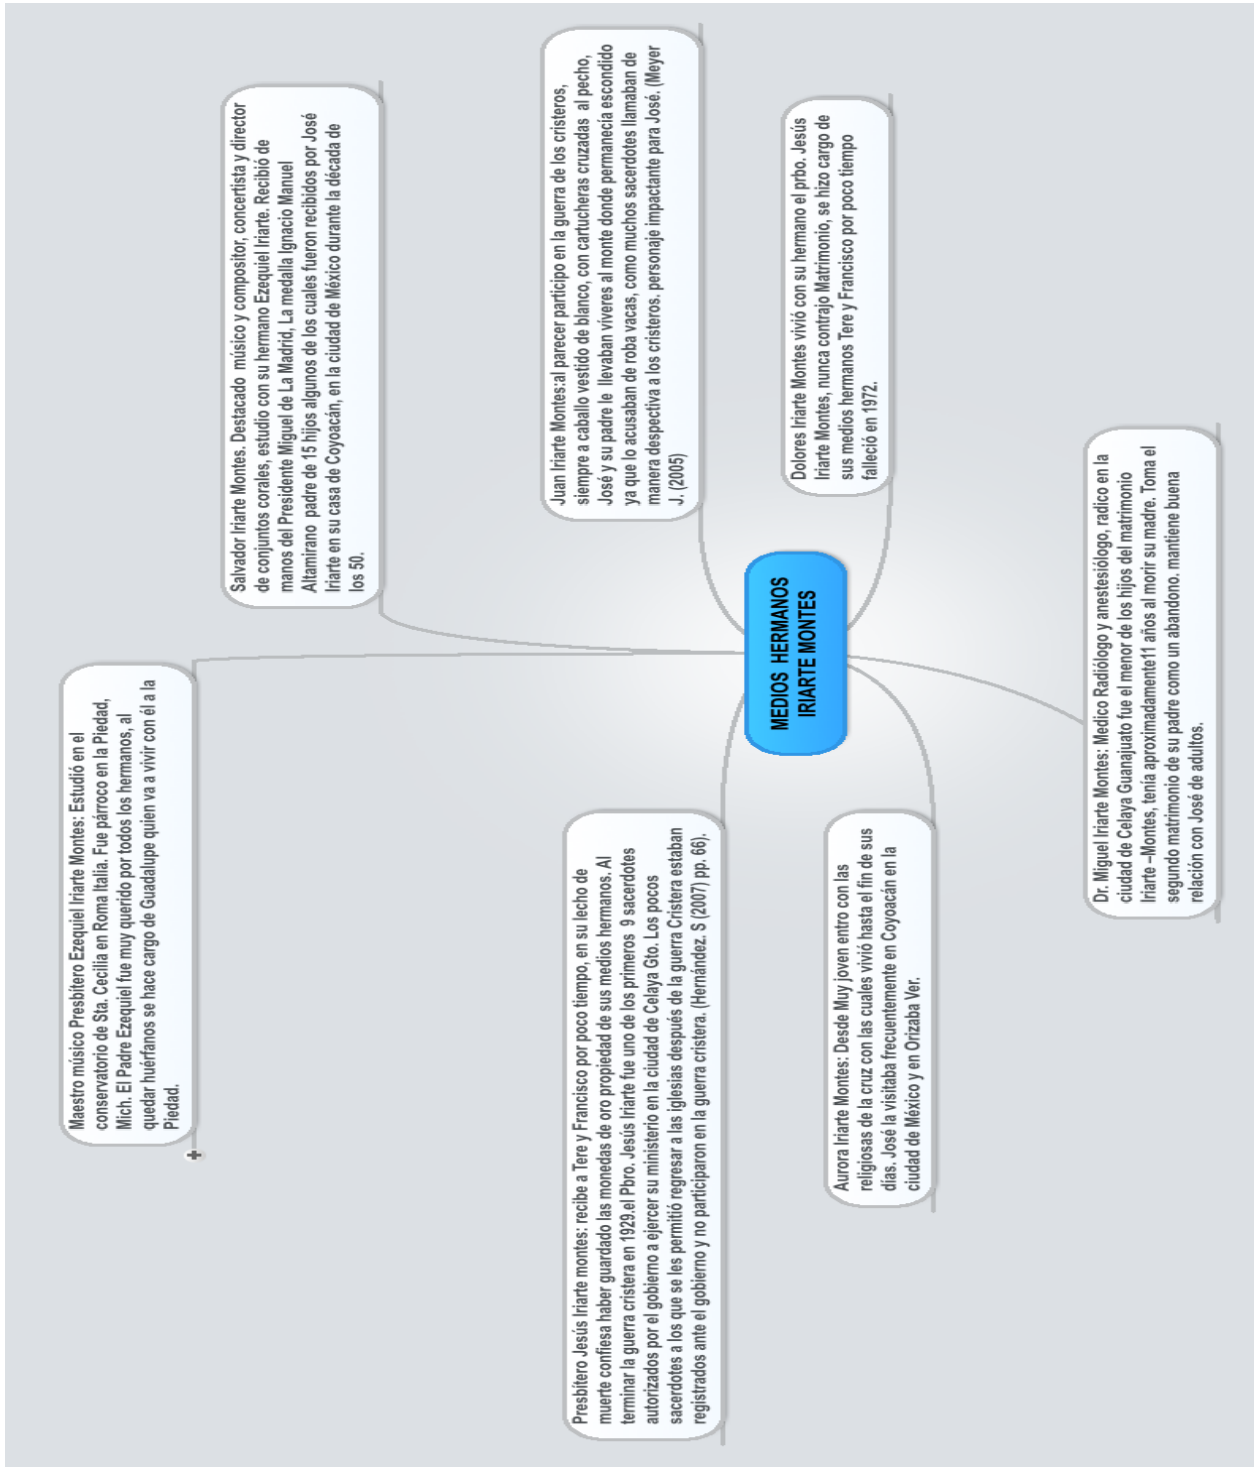 Maestro músico Presbítero Ezequiel Iriarte Montes: Estudió en el
conservatorio de Sta. Cecilia en Roma Italia. Fue párroco en la Piedad,
Mich. El Padre Ezequiel fue muy querido por todos los hermanos, al
quedar huérfanos se hace cargo de Guadalupe quien va a vivir con él a la
Piedad.
Salvador Iriarte Montes. Destacado músico y compositor, concertista y director
de conjuntos corales, estudio con su hermano Ezequiel Iriarte. Recibió de
manos del Presidente Miguel de La Madrid, La medalla Ignacio Manuel
Altamirano padre de 15 hijos algunos de los cuales fueron recibidos por José
Iriarte en su casa de Coyoacán, en la ciudad de México durante la década de
los 50.
Presbítero Jesús Iriarte montes: recibe a Tere y Francisco por poco tiempo, en su lecho de
muerte confiesa haber guardado las monedas de oro propiedad de sus medios hermanos. Al
terminar la guerra cristera en 1929.el Pbro. Jesús Iriarte fue uno de los primeros 9 sacerdotes
autorizados por el gobierno a ejercer su ministerio en la ciudad de Celaya Gto. Los pocos
sacerdotes a los que se les permitió regresar a las iglesias después de la guerra Cristera estaban
registrados ante el gobierno y no participaron en la guerra cristera. (Hernández. S (2007) pp. 66).
Juan Iriarte Montes:al parecer participo en la guerra de los cristeros,
siempre a caballo vestido de blanco, con cartucheras cruzadas al pecho,
José y su padre le llevaban víveres al monte donde permanecía escondido
ya que lo acusaban de roba vacas, como muchos sacerdotes llamaban de
manera despectiva a los cristeros. personaje impactante para José. (Meyer
J. (2005)
MEDIOS HERMANOS
IRIARTE MONTES
Aurora Iriarte Montes: Desde Muy joven entro con las
religiosas de la cruz con las cuales vivió hasta el fin de sus
días. José la visitaba frecuentemente en Coyoacán en la
ciudad de México y en Orizaba Ver.
Dolores Iriarte Montes vivió con su hermano el prbo. Jesús
Iriarte Montes, nunca contrajo Matrimonio, se hizo cargo de
sus medios hermanos Tere y Francisco por poco tiempo
falleció en 1972.
Dr. Miguel Iriarte Montes: Medico Radiólogo y anestesiólogo, radico en la
ciudad de Celaya Guanajuato fue el menor de los hijos del matrimonio
Iriarte –Montes, tenía aproximadamente11 años al morir su madre. Toma el
segundo matrimonio de su padre como un abandono. mantiene buena
relación con José de adultos.